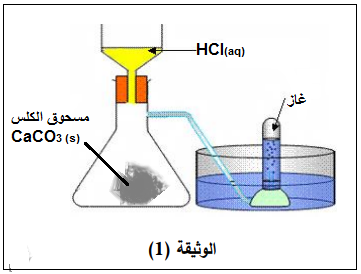 HCl(aq)
غاز
مسحوق الكلس
CaCO3 (s)
الوثيقة (1)